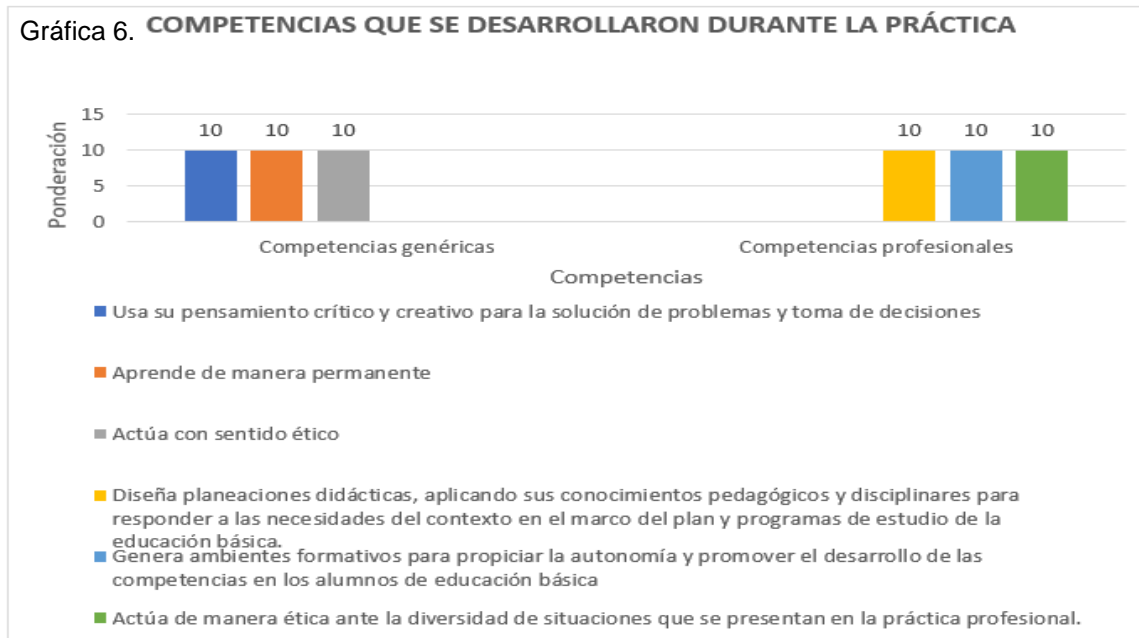 Gráfica 6. COMPETENCIAS QUE SE DESARROLLARON DURANTE LA PRÁCTICA
15
10
5
0
Ponderación
10 10 10 10 10 10
Competencias genéricas Competencias profesionales
Competencias
Usa su pensamiento crítico y creativo para la solución de problemas y toma de decisiones
Aprende de manera permanente
Actúa con sentido ético
Diseña planeaciones didácticas, aplicando sus conocimientos pedagógicos y disciplinares para
responder a las necesidades del contexto en el marco del plan y programas de estudio de la
educación básica.
Genera ambientes formativos para propiciar la autonomía y promover el desarrollo de las
competencias en los alumnos de educación básica
Actúa de manera ética ante la diversidad de situaciones que se presentan en la práctica profesional.